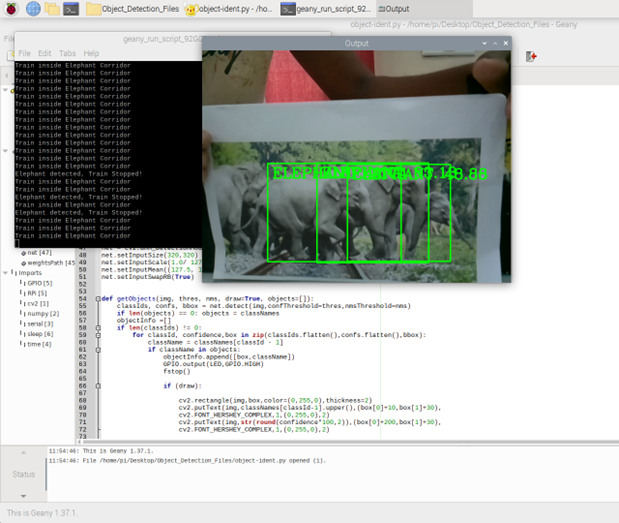 Object_Detection_Files
object-ident.py - /ho...
geany_run_script_92...
Output
object-ident.py - /home/pi/Desktop/Object_Detection_Files - Geany
geany_run_script_92G0
File Edit Tabs Help
Train inside Elephant Corridor
Train inside Elephant Corridor
Train inside Elephant Corridor
Train inside Elephant Corridor
Train inside Elephant Corridor
Train inside Elephant Corridor
Train inside Elephant Corridor
Train inside Elephant Corridor
Train inside Elephant Corridor
Train inside Elephant Corridor
Train inside Elephant Corridor
Train inside Elephant Corridor
Train inside Elephant Corridor
Train inside Elephant Corridor
Elephant detected, Train Stopped!
Train inside Elephant Corridor
Train inside Elephant Corridor
Elephant detected, Train Stopped!
Train inside Elephant Corridor
Elephant detected, Train Stopped!
Train inside Elephant Corridor
Train inside Elephant Corridor
Train inside Elephant Corridor
Output
48.86
net [47]
weightsPath [45
Imports
GPIO [5]
RPi [5]
cv2 [1]
numpy [2]
serial [3]
sleep [6]
time [4]
48 net.setInputSize(320,320)
49 net.setInputScale(1.0/ 127
50 net.setInputMean((127.5, 1
51 net.setInputSwapRB(True)
52
53
54 def getObjects(img, thres, nms, draw=True, objects=[]):
55 classIds, confs, bbox = net.detect(img,confThreshold=thres,nmsThreshold=nms)
56 if len(objects) == 0: objects = classNames
57 objectInfo =[]
58 if len(classIds) != 0:
59 for classId, confidence,box in zip(classIds.flatten(),confs.flatten(),bbox):
60 className = classNames[classId - 1]
61 if className in objects:
62 objectInfo.append([box,className])
63 GPIO.output(LED,GPIO.HIGH)
64 fstop()
65
66 if (draw):
67
68 cv2.rectangle(img,box,color=(0,255,0),thickness=2)
69 cv2.putText(img,classNames[classId-1].upper(),(box[0]+10,box[1]+30),
70 cv2.FONT_HERSHEY_COMPLEX,1,(0,255,0),2)
71 cv2.putText(img,str(round(confidence*100,2)),(box[0]+200,box[1]+30),
72 cv2.FONT_HERSHEY_COMPLEX,1,(0,255,0),2)
73
Status
11:54:46: This is Geany 1.37.1.
11:54:46: File /home/pi/Desktop/Object_Detection_Files/object-ident.py opened (1).
This is Geany 1.37.1.